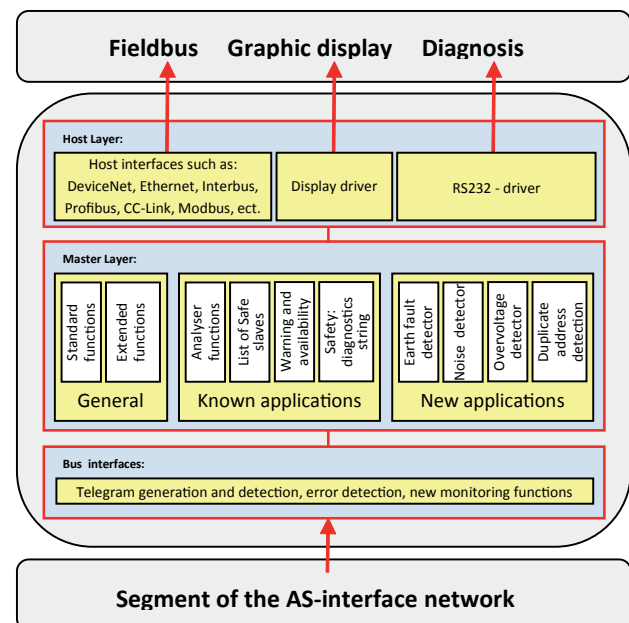 Fieldbus
Graphic display
Diagnosis
Host Layer:
Host interfaces such as:
DeviceNet, Ethernet, Interbus,
Profibus, CC-Link, Modbus, ect.
Display driver
RS232 - driver
Master Layer:
Standard
functions
Extended
functions
General
Analyser
functions
List of Safe
slaves
Warning and
availability
Safety:
diagnostics
string
Known applications
Earth fault
detector
Noise detector
Overvoltage
detector
Duplicate
address
detection
New applications
Bus interfaces:
Telegram generation and detection, error detection, new monitoring functions
Segment of the AS-interface network